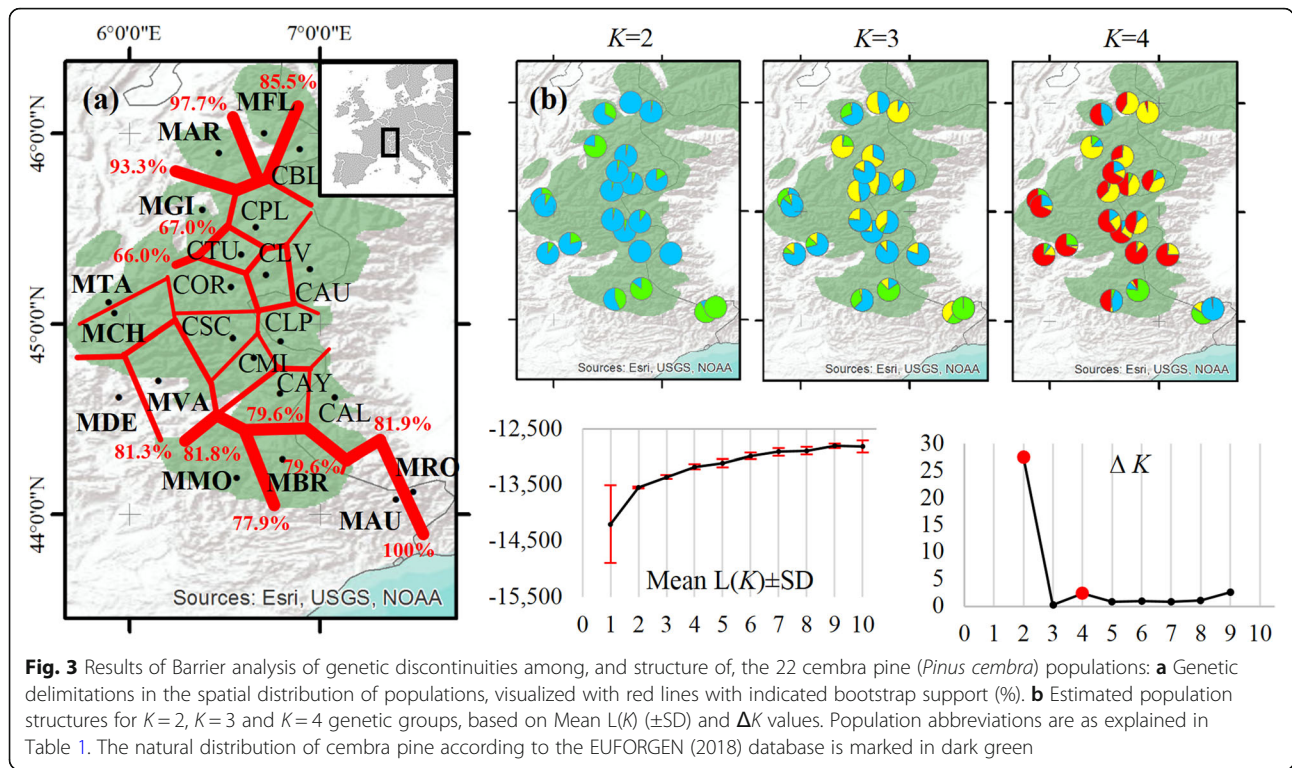 6°0'0"E
7°0'0"E
K=2
K=3
K=4
(a)
(b)
85.5%
97.7%
MFL
MAR
46°0'0"N
93.3%
CBL
MGI
CPL
67.0%
66.0%
CTU
CLV
MTA
COR
CAU
MCH
45°0'0"N
CSC
CLP
CMI
CAY
MVA
MDE
CAL
79.6%
81.9%
81.3%
81.8%
79.6%
MRO
MMO
MBR
MAU
44°0'0"N
77.9%
100%
Sources: Esri, USGS, NOAA
Sources: Esri, USGS, NOAA
Sources: Esri, USGS, NOAA
Sources: Esri, USGS, NOAA
-12,500
-13,500
-14,500
-15,500
Mean L(K)±SD
0 1 2 3 4 5 6 7 8 9 10
30
25
20
15
10
5
0
Δ K
0 1 2 3 4 5 6 7 8 9 10
Fig. 3 Results of Barrier analysis of genetic discontinuities among, and structure of, the 22 cembra pine (Pinus cembra) populations: a Genetic
delimitations in the spatial distribution of populations, visualized with red lines with indicated bootstrap support (%). b Estimated population
structures for K = 2, K = 3 and K = 4 genetic groups, based on Mean L(K) (±SD) and ΔK values. Population abbreviations are as explained in
Table 1. The natural distribution of cembra pine according to the EUFORGEN (2018) database is marked in dark green